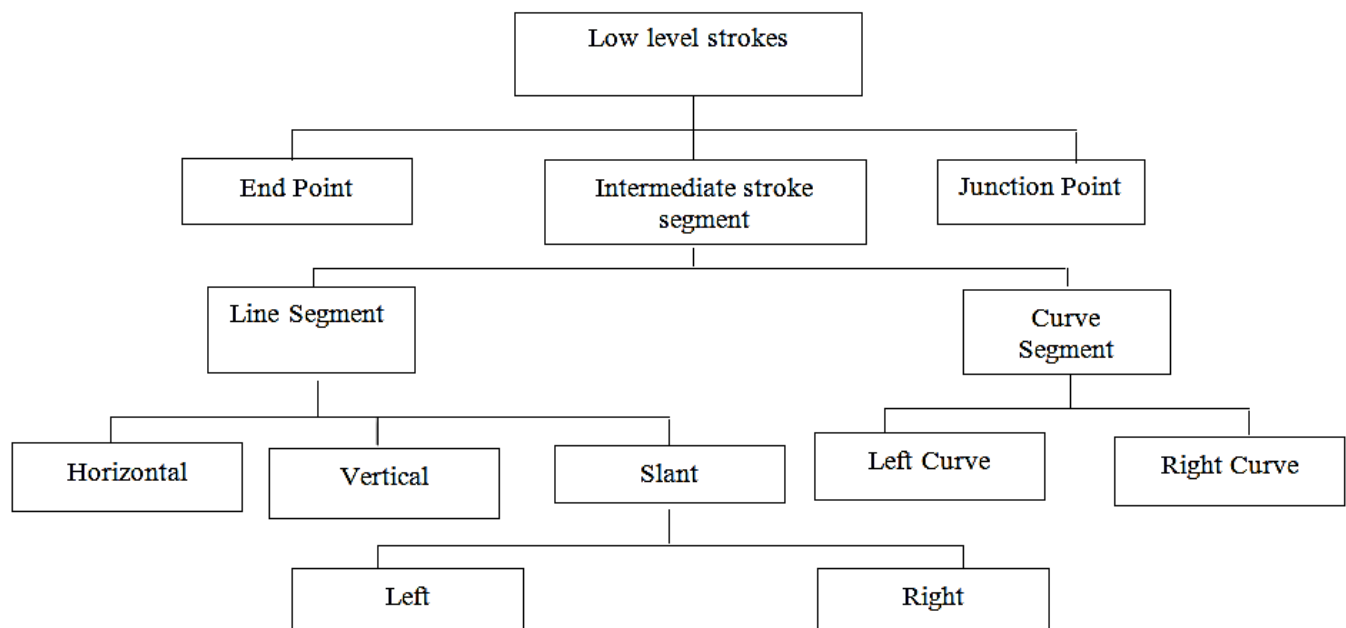 Low level strokes
End Point
Intermediate stroke
segment
Junction Point
Line Segment
Curve
Segment
Horizontal
Vertical
Slant
Left Curve
Right Curve
Left
Right